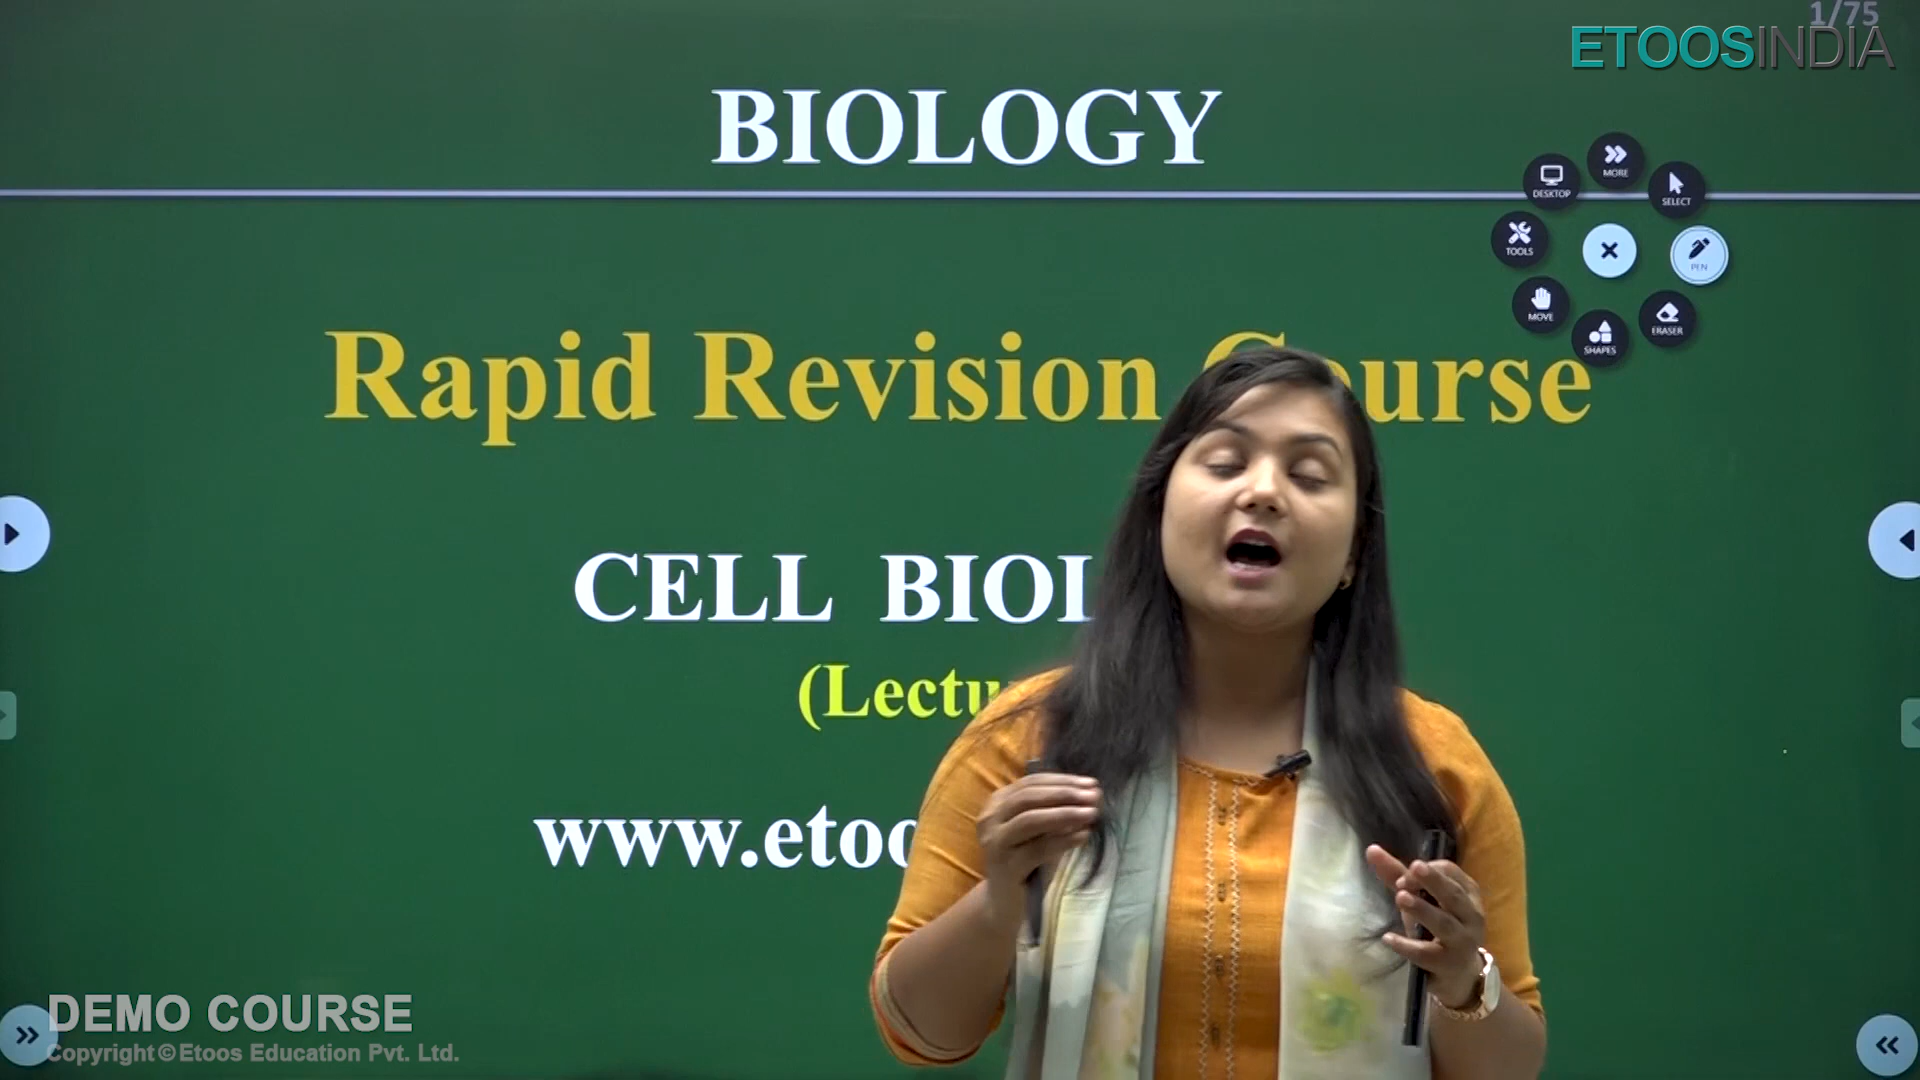 1/75
ETOOSINDIA
BIOLOGY
MORE
DESKTOP
SELECT
TOOLS
PEN
MOVE
ERASER
SHAPES
Rapid Revision Course
CELL BIOL
(Lectu
www.etoo
DEMO COURSE
Copyright © Etoos Education Pvt. Ltd.